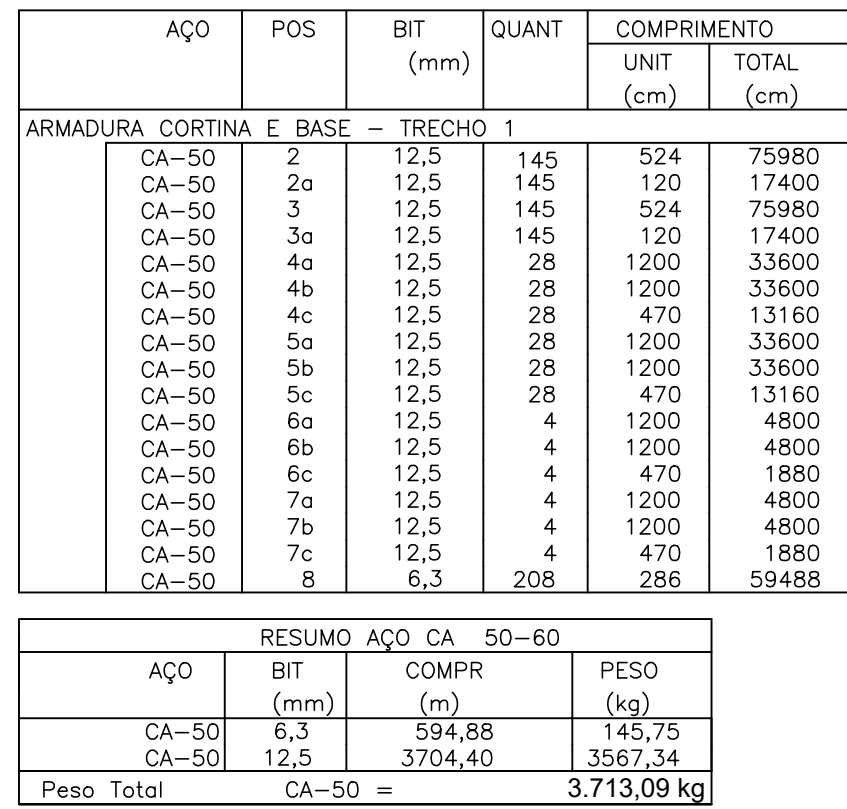 AÇO POS BIT QUANT COMPRIMENTO
(mm) UNIT TOTAL
(cm) (cm)
ARMADURA CORTINA E BASE – TRECHO 1
CA–50 2 12,5 145 524 75980
CA–50 2a 12,5 145 120 17400
CA–50 3 12,5 145 524 75980
CA–50 3a 12,5 145 120 17400
CA–50 4a 12,5 28 1200 33600
CA–50 4b 12,5 28 1200 33600
CA–50 4c 12,5 28 470 13160
CA–50 5a 12,5 28 1200 33600
CA–50 5b 12,5 28 1200 33600
CA–50 5c 12,5 28 470 13160
CA–50 6a 12,5 4 1200 4800
CA–50 6b 12,5 4 1200 4800
CA–50 6c 12,5 4 470 1880
CA–50 7a 12,5 4 1200 4800
CA–50 7b 12,5 4 1200 4800
CA–50 7c 12,5 4 470 1880
CA–50 8 6,3 208 286 59488
RESUMO AÇO CA 50–60
AÇO BIT COMPR PESO
(mm) (m) (kg)
CA–50 6,3 594,88 145,75
CA–50 12,5 3704,40 3567,34
Peso Total CA–50 = 3.713,09 kg